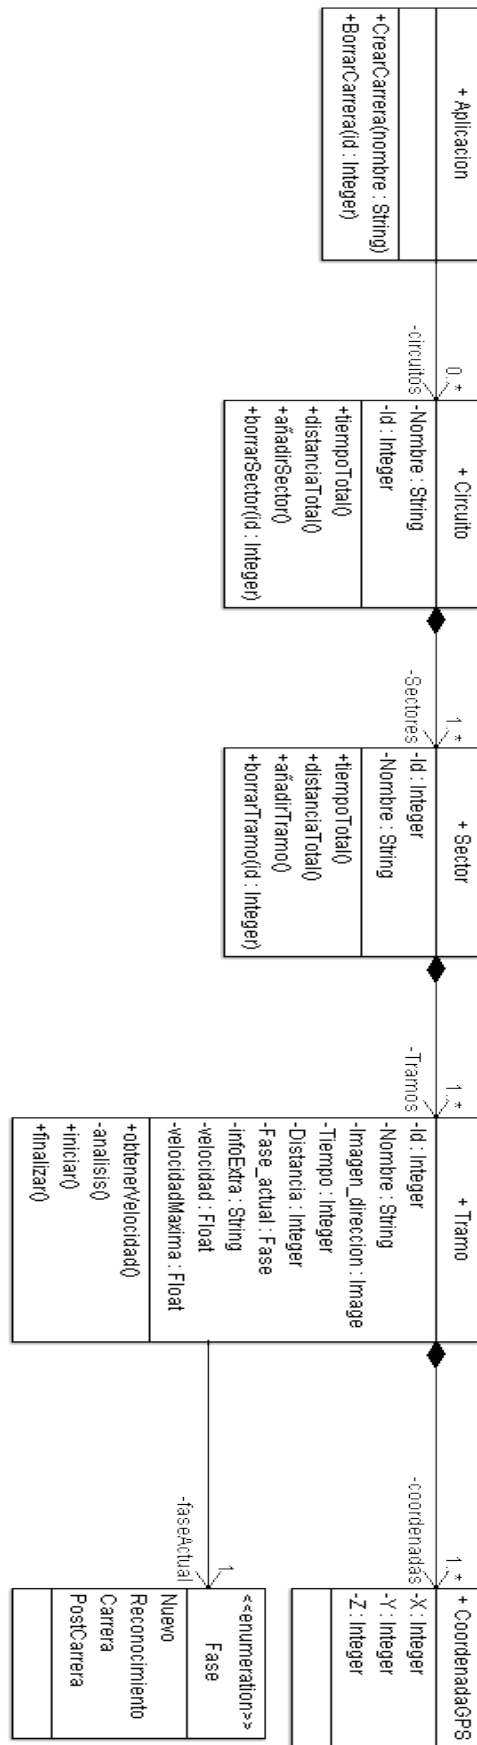 + Aplicacion
+CrearCarrera(nombre : String)
+BorrarCarrera(id : Integer)
0..*
-circuitos
+ Circuito
-Nombre : String
-Id : Integer
+tiempoTotal()
+distanciaTotal()
+añadirSector()
+borrarSector(id : Integer)
1..*
-Sectores
+ Sector
-Id : Integer
-Nombre : String
+tiempoTotal()
+distanciaTotal()
+añadirTramo()
+borrarTramo(id : Integer)
1..*
-Tramos
+ Tramo
-Id : Integer
-Nombre : String
-Imagen_direccion : Image
-Tiempo : Integer
-Distancia : Integer
-Fase_actual : Fase
-infoExtra : String
-velocidad : Float
-velocidadMaxima : Float
+obtenerVelocidad()
-analisis()
+iniciar()
+finalizar()
1..*
-coordenadas
+ CoordenadaGPS
-X : Integer
-Y : Integer
-Z : Integer
1
-faseActual
<<enumeration>>
Fase
Nuevo
Reconocimiento
Carrera
PostCarrera